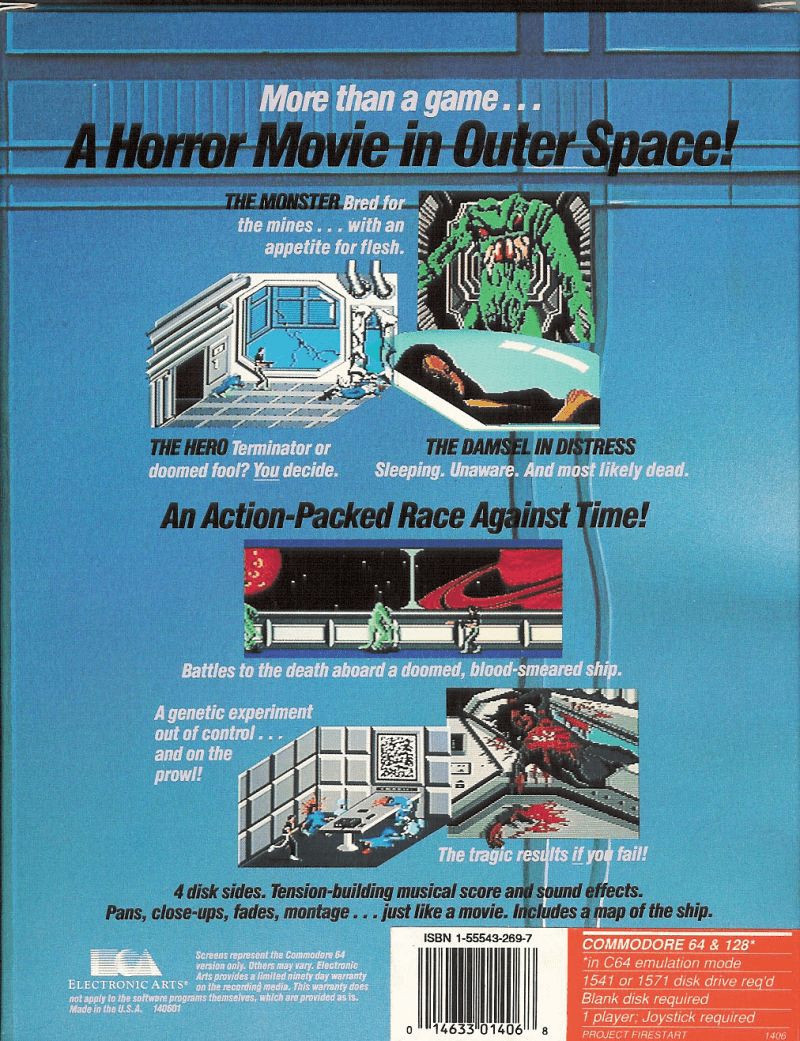 More than a game . . .
A Horror Movie in Outer Space!
THE MONSTER Bred for
the mines . . . with an
appetite for flesh.
THE HERO Terminator or
doomed fool? You decide.
THE DAMSEL IN DISTRESS
Sleeping. Unaware. And most likely dead.
An Action-Packed Race Against Time!
Battles to the death aboard a doomed, blood-smeared ship.
A genetic experiment
out of control . . .
and on the
prowl!
The tragic results if you fail!
4 disk sides. Tension-building musical score and sound effects.
Pans, close-ups, fades, montage . . . just like a movie. Includes a map of the ship.
ELECTRONIC ARTS®
Screens represent the Commodore 64
version only. Others may vary. Electronic
Arts provides a limited ninety day warranty
on the recording media. This warranty does
not apply to the software programs themselves, which are provided as is.
Made in the U.S.A. 140601
ISBN 1-55543-269-7
0 14633 01406 8
COMMODORE 64 & 128*
*in C64 emulation mode
1541 or 1571 disk drive req'd
Blank disk required
1 player; Joystick required
PROJECT FIRESTART 1406